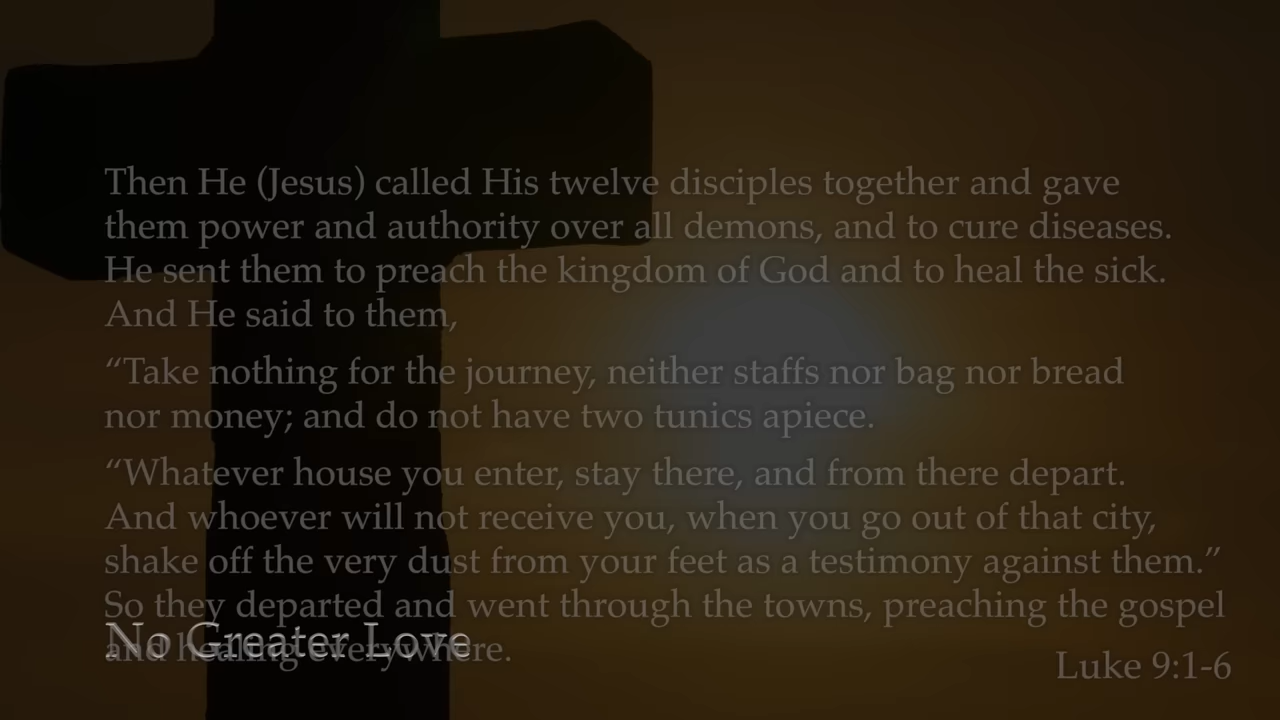 Then He (Jesus) called His twelve disciples together and gave
them power and authority over all demons, and to cure diseases.
He sent them to preach the kingdom of God and to heal the sick.
And He said to them,
“Take nothing for the journey, neither staffs nor bag nor bread
nor money; and do not have two tunics apiece.
“Whatever house you enter, stay there, and from there depart.
And whoever will not receive you, when you go out of that city,
shake off the very dust from your feet as a testimony against them.”
So they departed and went through the towns, preaching the gospel
and healing everywhere.
No Greater Love
Luke 9:1-6